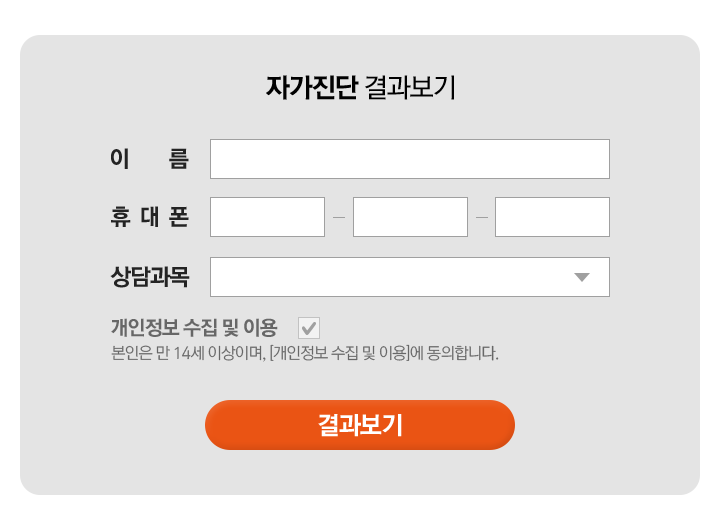 자가진단 결과보기
이 름
휴 대 폰
상담과목
개인정보 수집 및 이용
본인은 만 14세 이상이며, [개인정보 수집 및 이용]에 동의합니다.
결과보기